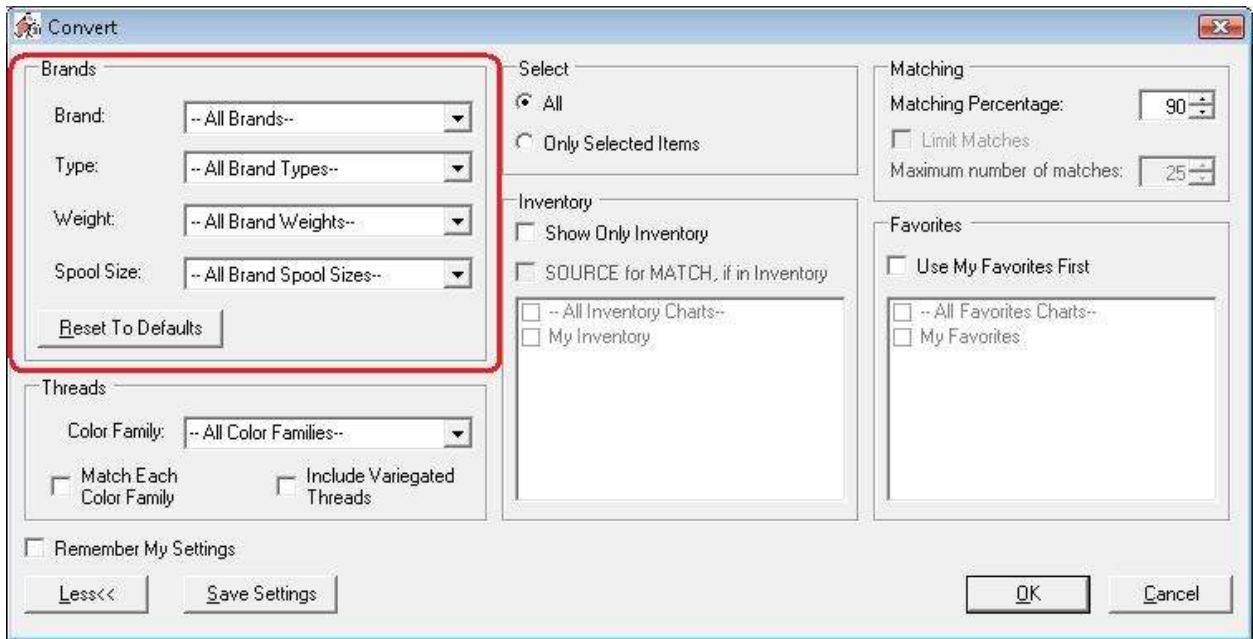 Convert
Brands
Brand: -- All Brands--
Type: -- All Brand Types--
Weight: -- All Brand Weights--
Spool Size: -- All Brand Spool Sizes--
Reset To Defaults
Threads
Color Family: -- All Color Families--
Match Each
Color Family
Include Variegated
Threads
Remember My Settings
Less<<
Save Settings
Select
All
Only Selected Items
Inventory
Show Only Inventory
SOURCE for MATCH, if in Inventory
-- All Inventory Charts--
My Inventory
Matching
Matching Percentage: 90
Limit Matches
Maximum number of matches: 25
Favorites
Use My Favorites First
-- All Favorites Charts--
My Favorites
OK
Cancel